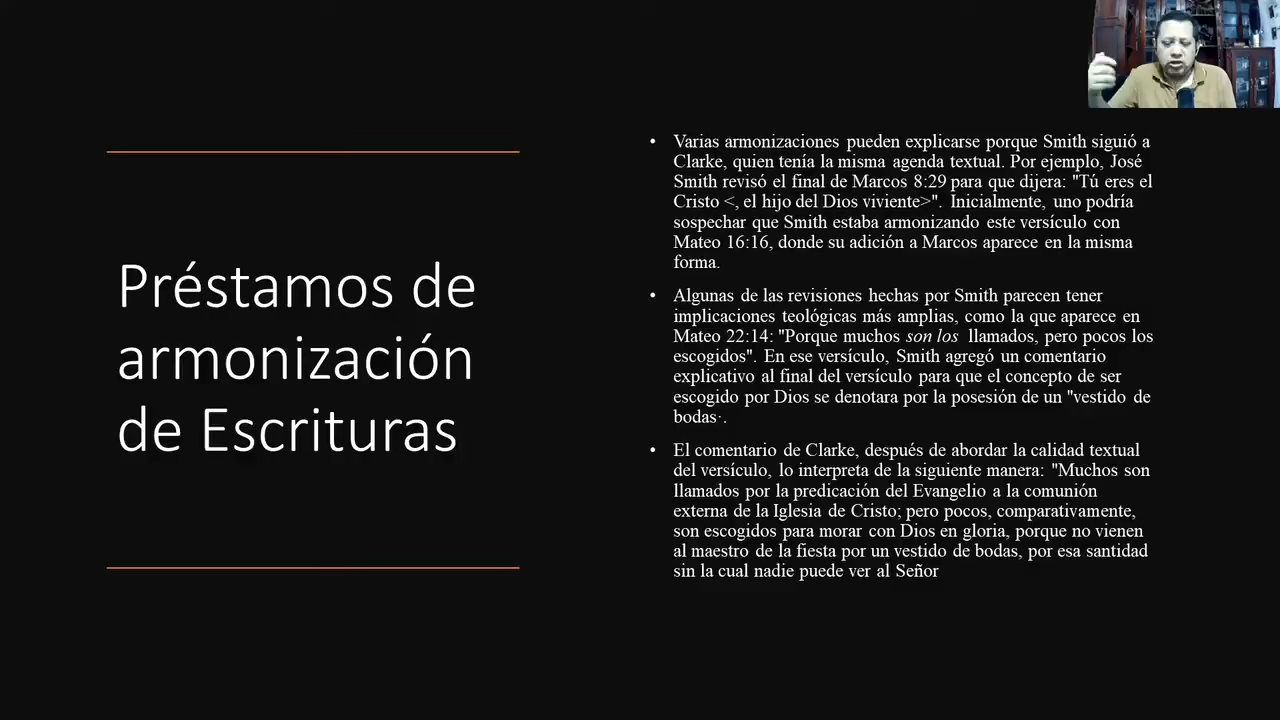 Préstamos de
armonización
de Escrituras
• Varias armonizaciones pueden explicarse porque Smith siguió a
Clarke, quien tenía la misma agenda textual. Por ejemplo, José
Smith revisó el final de Marcos 8:29 para que dijera: "Tú eres el
Cristo <, el hijo del Dios viviente>". Inicialmente, uno podría
sospechar que Smith estaba armonizando este versículo con
Mateo 16:16, donde su adición a Marcos aparece en la misma
forma.
• Algunas de las revisiones hechas por Smith parecen tener
implicaciones teológicas más amplias, como la que aparece en
Mateo 22:14: "Porque muchos son los llamados, pero pocos los
escogidos". En ese versículo, Smith agregó un comentario
explicativo al final del versículo para que el concepto de ser
escogido por Dios se denotara por la posesión de un "vestido de
bodas·.
• El comentario de Clarke, después de abordar la calidad textual
del versículo, lo interpreta de la siguiente manera: "Muchos son
llamados por la predicación del Evangelio a la comunión
externa de la Iglesia de Cristo; pero pocos, comparativamente,
son escogidos para morar con Dios en gloria, porque no vienen
al maestro de la fiesta por un vestido de bodas, por esa santidad
sin la cual nadie puede ver al Señor